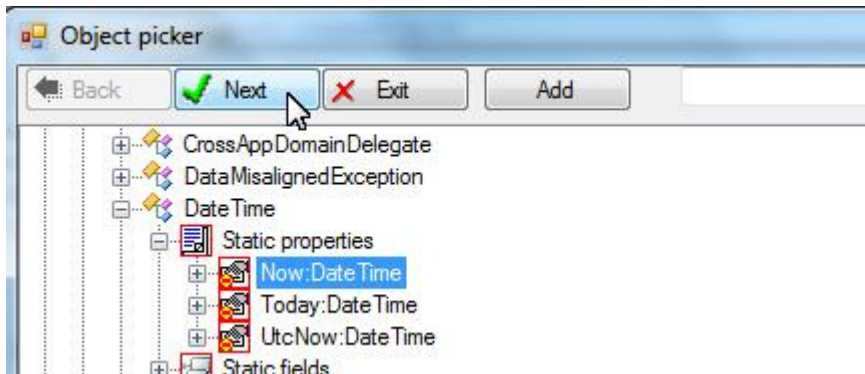 Object picker
Back Next Exit Add
CrossAppDomainDelegate
DataMisalignedException
DateTime
Static properties
Now:DateTime
Today:DateTime
UtcNow:DateTime
Static fields